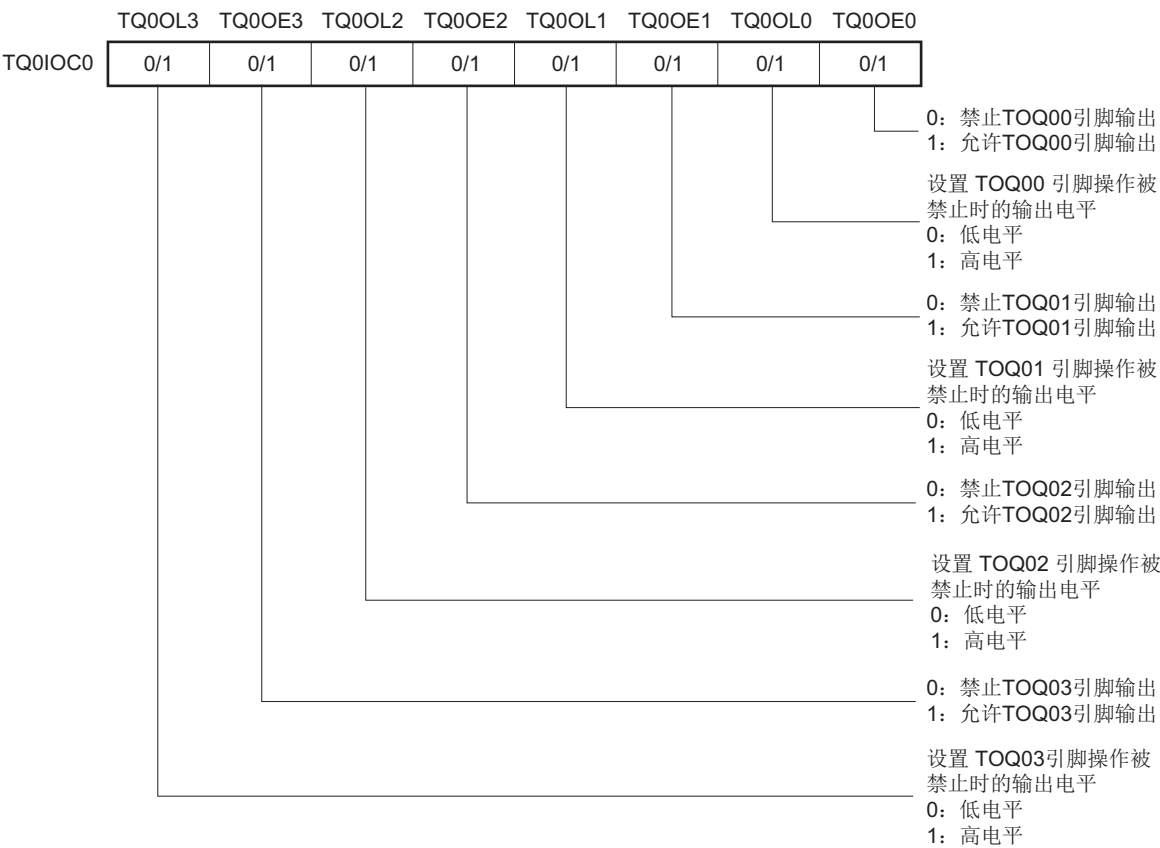 TQ0OL3 TQ0OE3 TQ0OL2 TQ0OE2 TQ0OL1 TQ0OE1 TQ0OL0 TQ0OE0
TQ0IOC0 0/1 0/1 0/1 0/1 0/1 0/1 0/1 0/1
0：禁止TOQ00引脚输出
1：允许TOQ00引脚输出
设置 TOQ00 引脚操作被
禁止时的输出电平
0：低电平
1：高电平
0：禁止TOQ01引脚输出
1：允许TOQ01引脚输出
设置 TOQ01 引脚操作被
禁止时的输出电平
0：低电平
1：高电平
0：禁止TOQ02引脚输出
1：允许TOQ02引脚输出
设置 TOQ02 引脚操作被
禁止时的输出电平
0：低电平
1：高电平
0：禁止TOQ03引脚输出
1：允许TOQ03引脚输出
设置 TOQ03引脚操作被
禁止时的输出电平
0：低电平
1：高电平